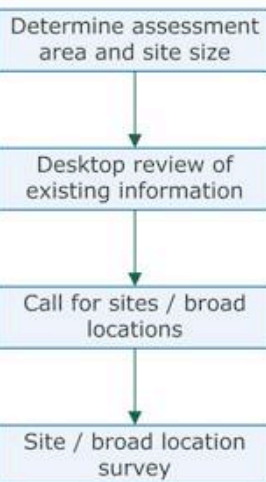 Determine assessment
area and site size
Desktop review of
existing information
Call for sites / broad
locations
Site / broad location
survey